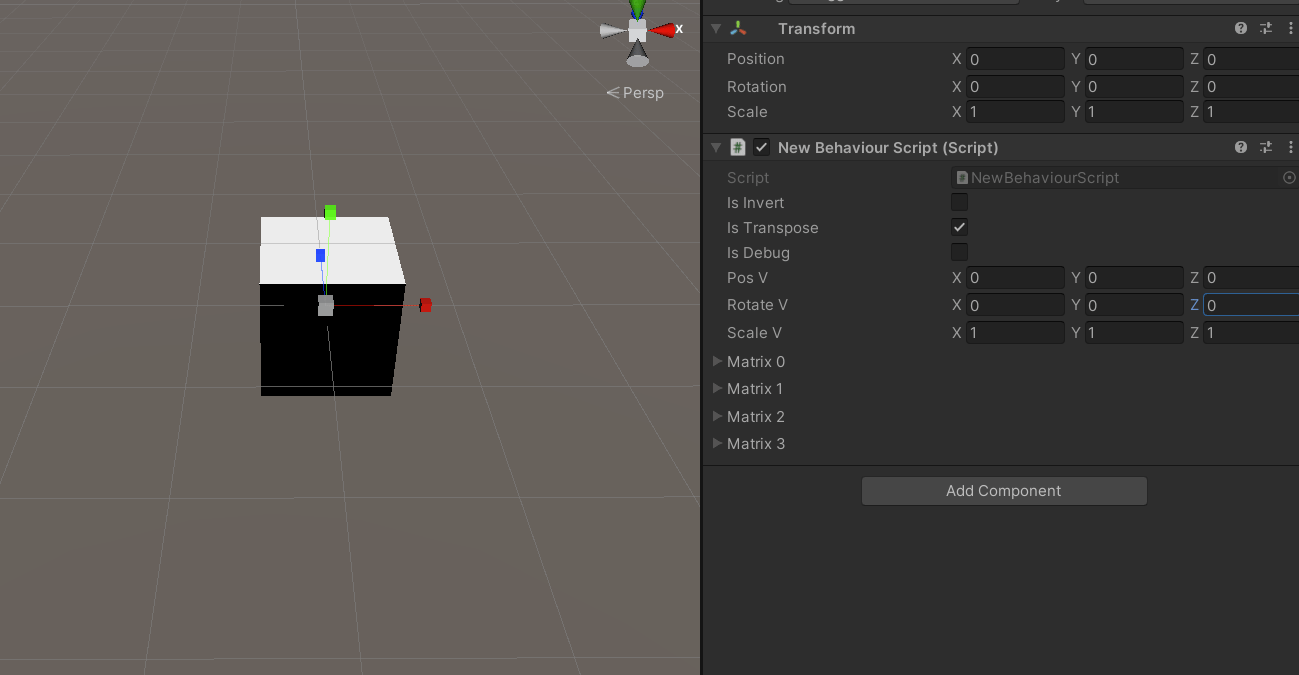 X
Persp
Transform
Position X 0 Y 0 Z 0
Rotation X 0 Y 0 Z 0
Scale X 1 Y 1 Z 1
New Behaviour Script (Script)
Script NewBehaviourScript
Is Invert
Is Transpose
Is Debug
Pos V X 0 Y 0 Z 0
Rotate V X 0 Y 0 Z 0
Scale V X 1 Y 1 Z 1
Matrix 0
Matrix 1
Matrix 2
Matrix 3
Add Component